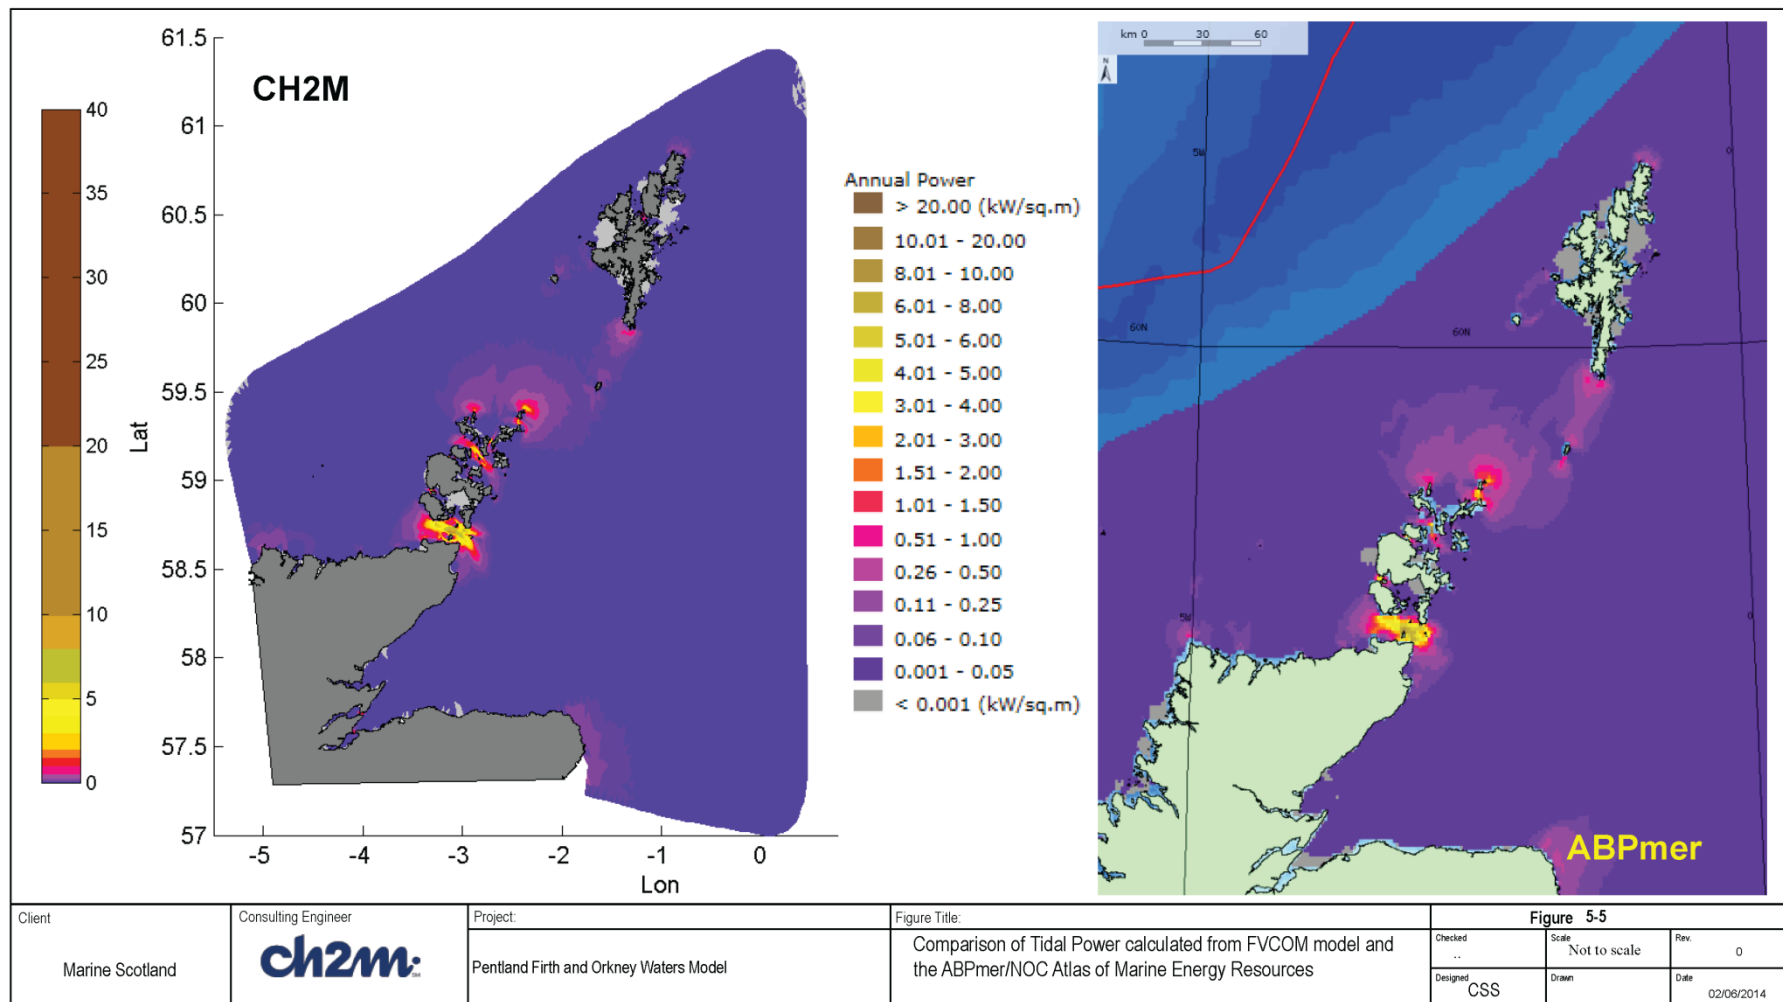 CH2M
61.5
61
60.5
60
59.5
59
58.5
58
57.5
57
Lat
-5
-4
-3
-2
-1
0
Lon
40
35
30
25
20
15
10
5
0
Annual Power
> 20.00 (kW/sq.m)
10.01 - 20.00
8.01 - 10.00
6.01 - 8.00
5.01 - 6.00
4.01 - 5.00
3.01 - 4.00
2.01 - 3.00
1.51 - 2.00
1.01 - 1.50
0.51 - 1.00
0.26 - 0.50
0.11 - 0.25
0.06 - 0.10
0.001 - 0.05
< 0.001 (kW/sq.m)
km 0 30 60
N
5W
0
60N
60N
5W
0
ABPmer
Client
Marine Scotland
Consulting Engineer
ch2m:
SM
Project:
Pentland Firth and Orkney Waters Model
Figure Title:
Comparison of Tidal Power calculated from FVCOM model and
the ABPmer/NOC Atlas of Marine Energy Resources
Figure 5-5
Checked
..
Scale
Not to scale
Rev.
0
Designed
CSS
Drawn
Date
02/06/2014